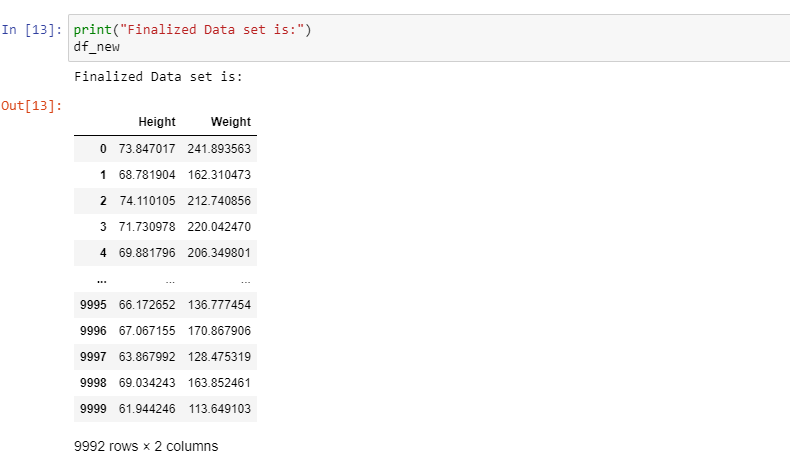 In [13]: print("Finalized Data set is:")
df_new
Finalized Data set is:
Out[13]:
Height Weight
0 73.847017 241.893563
1 68.781904 162.310473
2 74.110105 212.740856
3 71.730978 220.042470
4 69.881796 206.349801
... ... ...
9995 66.172652 136.777454
9996 67.067155 170.867906
9997 63.867992 128.475319
9998 69.034243 163.852461
9999 61.944246 113.649103
9992 rows × 2 columns